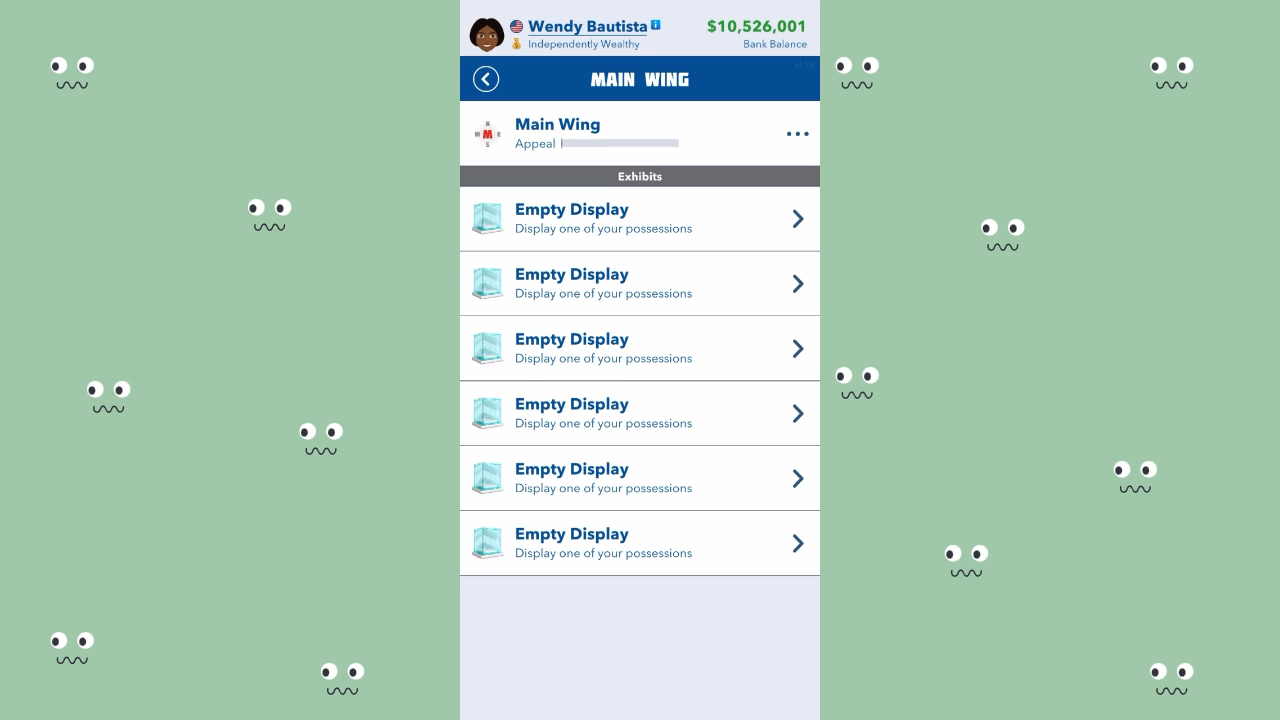 Wendy Bautista
$10,526,001
Independently Wealthy
Bank Balance
MAIN WING
Main Wing
Appeal
Exhibits
Empty Display
Display one of your possessions
Empty Display
Display one of your possessions
Empty Display
Display one of your possessions
Empty Display
Display one of your possessions
Empty Display
Display one of your possessions
Empty Display
Display one of your possessions